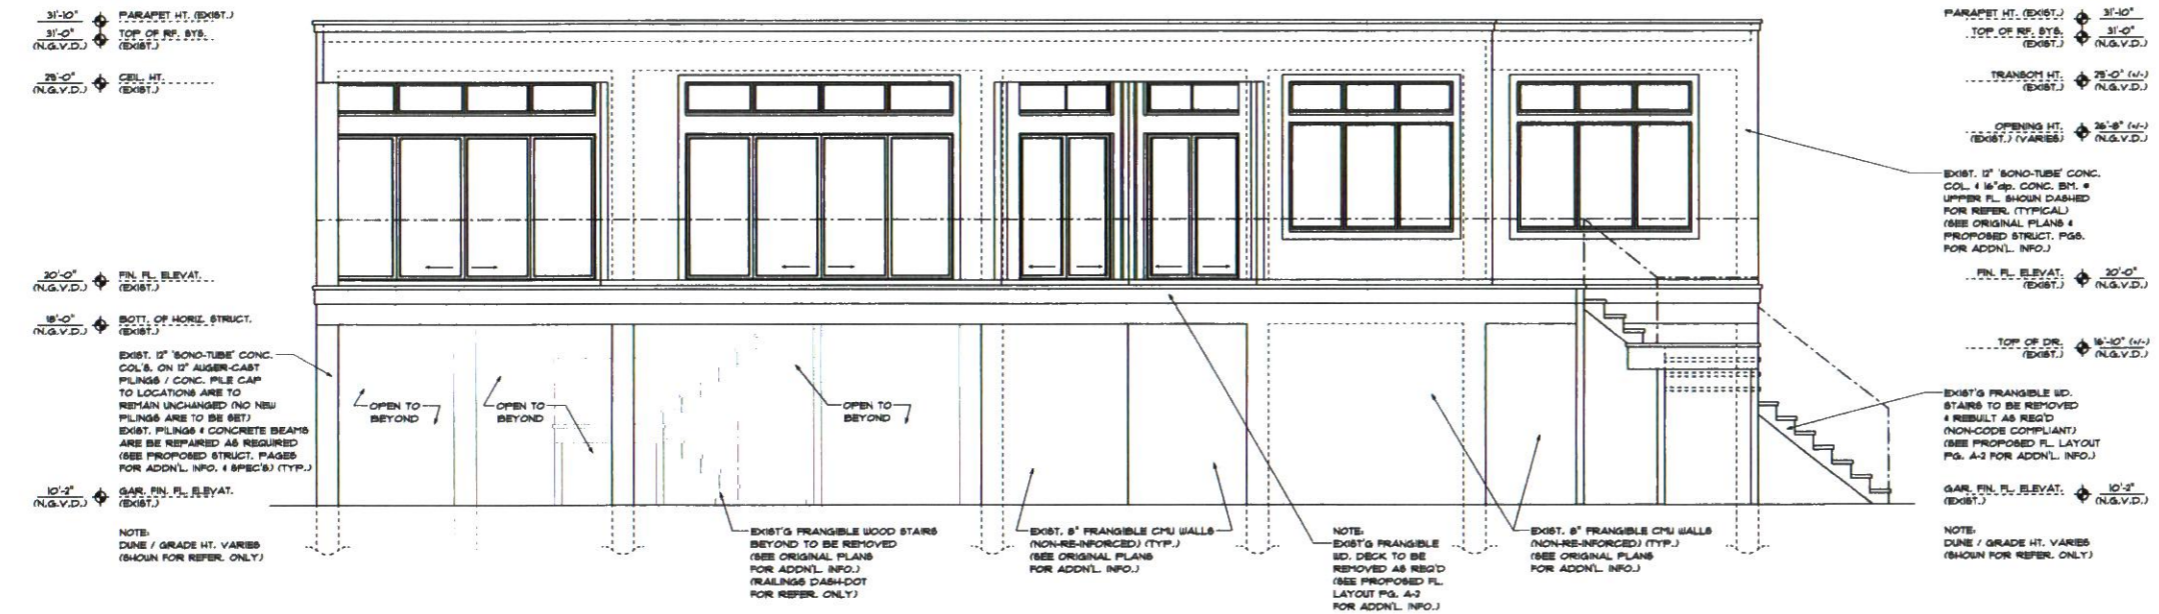 31'-10" PARAPET HT. (EXIST.)
31'-0" TOP OF RF. SYS.
(N.G.V.D.) (EXIST.)
CEIL. HT.
(N.G.V.D.) (EXIST.)
20'-0" FIN. FL. ELEVAT.
(N.G.V.D.) (EXIST.)
18'-0" BOTT. OF HORIZ. STRUCT.
(N.G.V.D.) (EXIST.)
EXIST. 12" 'SONO-TUBE' CONC.
COL'S. ON 12" AUGER-CAST
PILINGS / CONC. PILE CAP
TO LOCATIONS ARE TO
REMAIN UNCHANGED (NO NEW
PILINGS ARE TO BE SET)
EXIST. PILINGS & CONCRETE BEAMS
ARE BE REPAIRED AS REQUIRED
(SEE PROPOSED STRUCT. PAGES
FOR ADDN'L. INFO. & SPEC'S) (TYP.)
10'-2" GAR. FIN. FL. ELEVAT.
(N.G.V.D.) (EXIST.)
NOTE:
DUNE / GRADE HT. VARIES
(SHOWN FOR REFER. ONLY)
OPEN TO
BEYOND
OPEN TO
BEYOND
OPEN TO
BEYOND
EXIST'G FRANGIBLE WOOD STAIRS
BEYOND TO BE REMOVED
(SEE ORIGINAL PLANS
FOR ADDN'L. INFO.)
(RAILINGS DASH-DOT
FOR REFER. ONLY)
EXIST. 8" FRANGIBLE CMU WALLS
(NON-RE-INFORCED) (TYP.)
(SEE ORIGINAL PLANS
FOR ADDN'L. INFO.)
NOTE:
EXIST'G FRANGIBLE
WD. DECK TO BE
REMOVED AS REQ'D
(SEE PROPOSED FL.
LAYOUT PG. A-2
FOR ADDN'L. INFO.)
EXIST. 8" FRANGIBLE CMU WALLS
(NON-RE-INFORCED) (TYP.)
(SEE ORIGINAL PLANS
FOR ADDN'L. INFO.)
PARAPET HT. (EXIST.) 31'-10"
TOP OF RF. SYS. 31'-0"
(EXIST.) (N.G.V.D.)
TRANSOM HT. (+/-)
(EXIST.) (N.G.V.D.)
OPENING HT. 26'-8" (+/-)
(EXIST.) (VARIES) (N.G.V.D.)
EXIST. 12" 'SONO-TUBE' CONC.
COL. & 16"dp. CONC. BM. @
UPPER FL. SHOWN DASHED
FOR REFER. (TYPICAL)
(SEE ORIGINAL PLANS &
PROPOSED STRUCT. PGS.
FOR ADDN'L. INFO.)
FIN. FL. ELEVAT. 20'-0"
(EXIST.) (N.G.V.D.)
TOP OF DR. 16'-10" (+/-)
(EXIST.) (N.G.V.D.)
EXIST'G FRANGIBLE WD.
STAIRS TO BE REMOVED
& REBUILT AS REQ'D
(NON-CODE COMPLIANT)
(SEE PROPOSED FL. LAYOUT
PG. A-2 FOR ADDN'L. INFO.)
GAR. FIN. FL. ELEVAT. 10'-2"
(EXIST.) (N.G.V.D.)
NOTE:
DUNE / GRADE HT. VARIES
(SHOWN FOR REFER. ONLY)